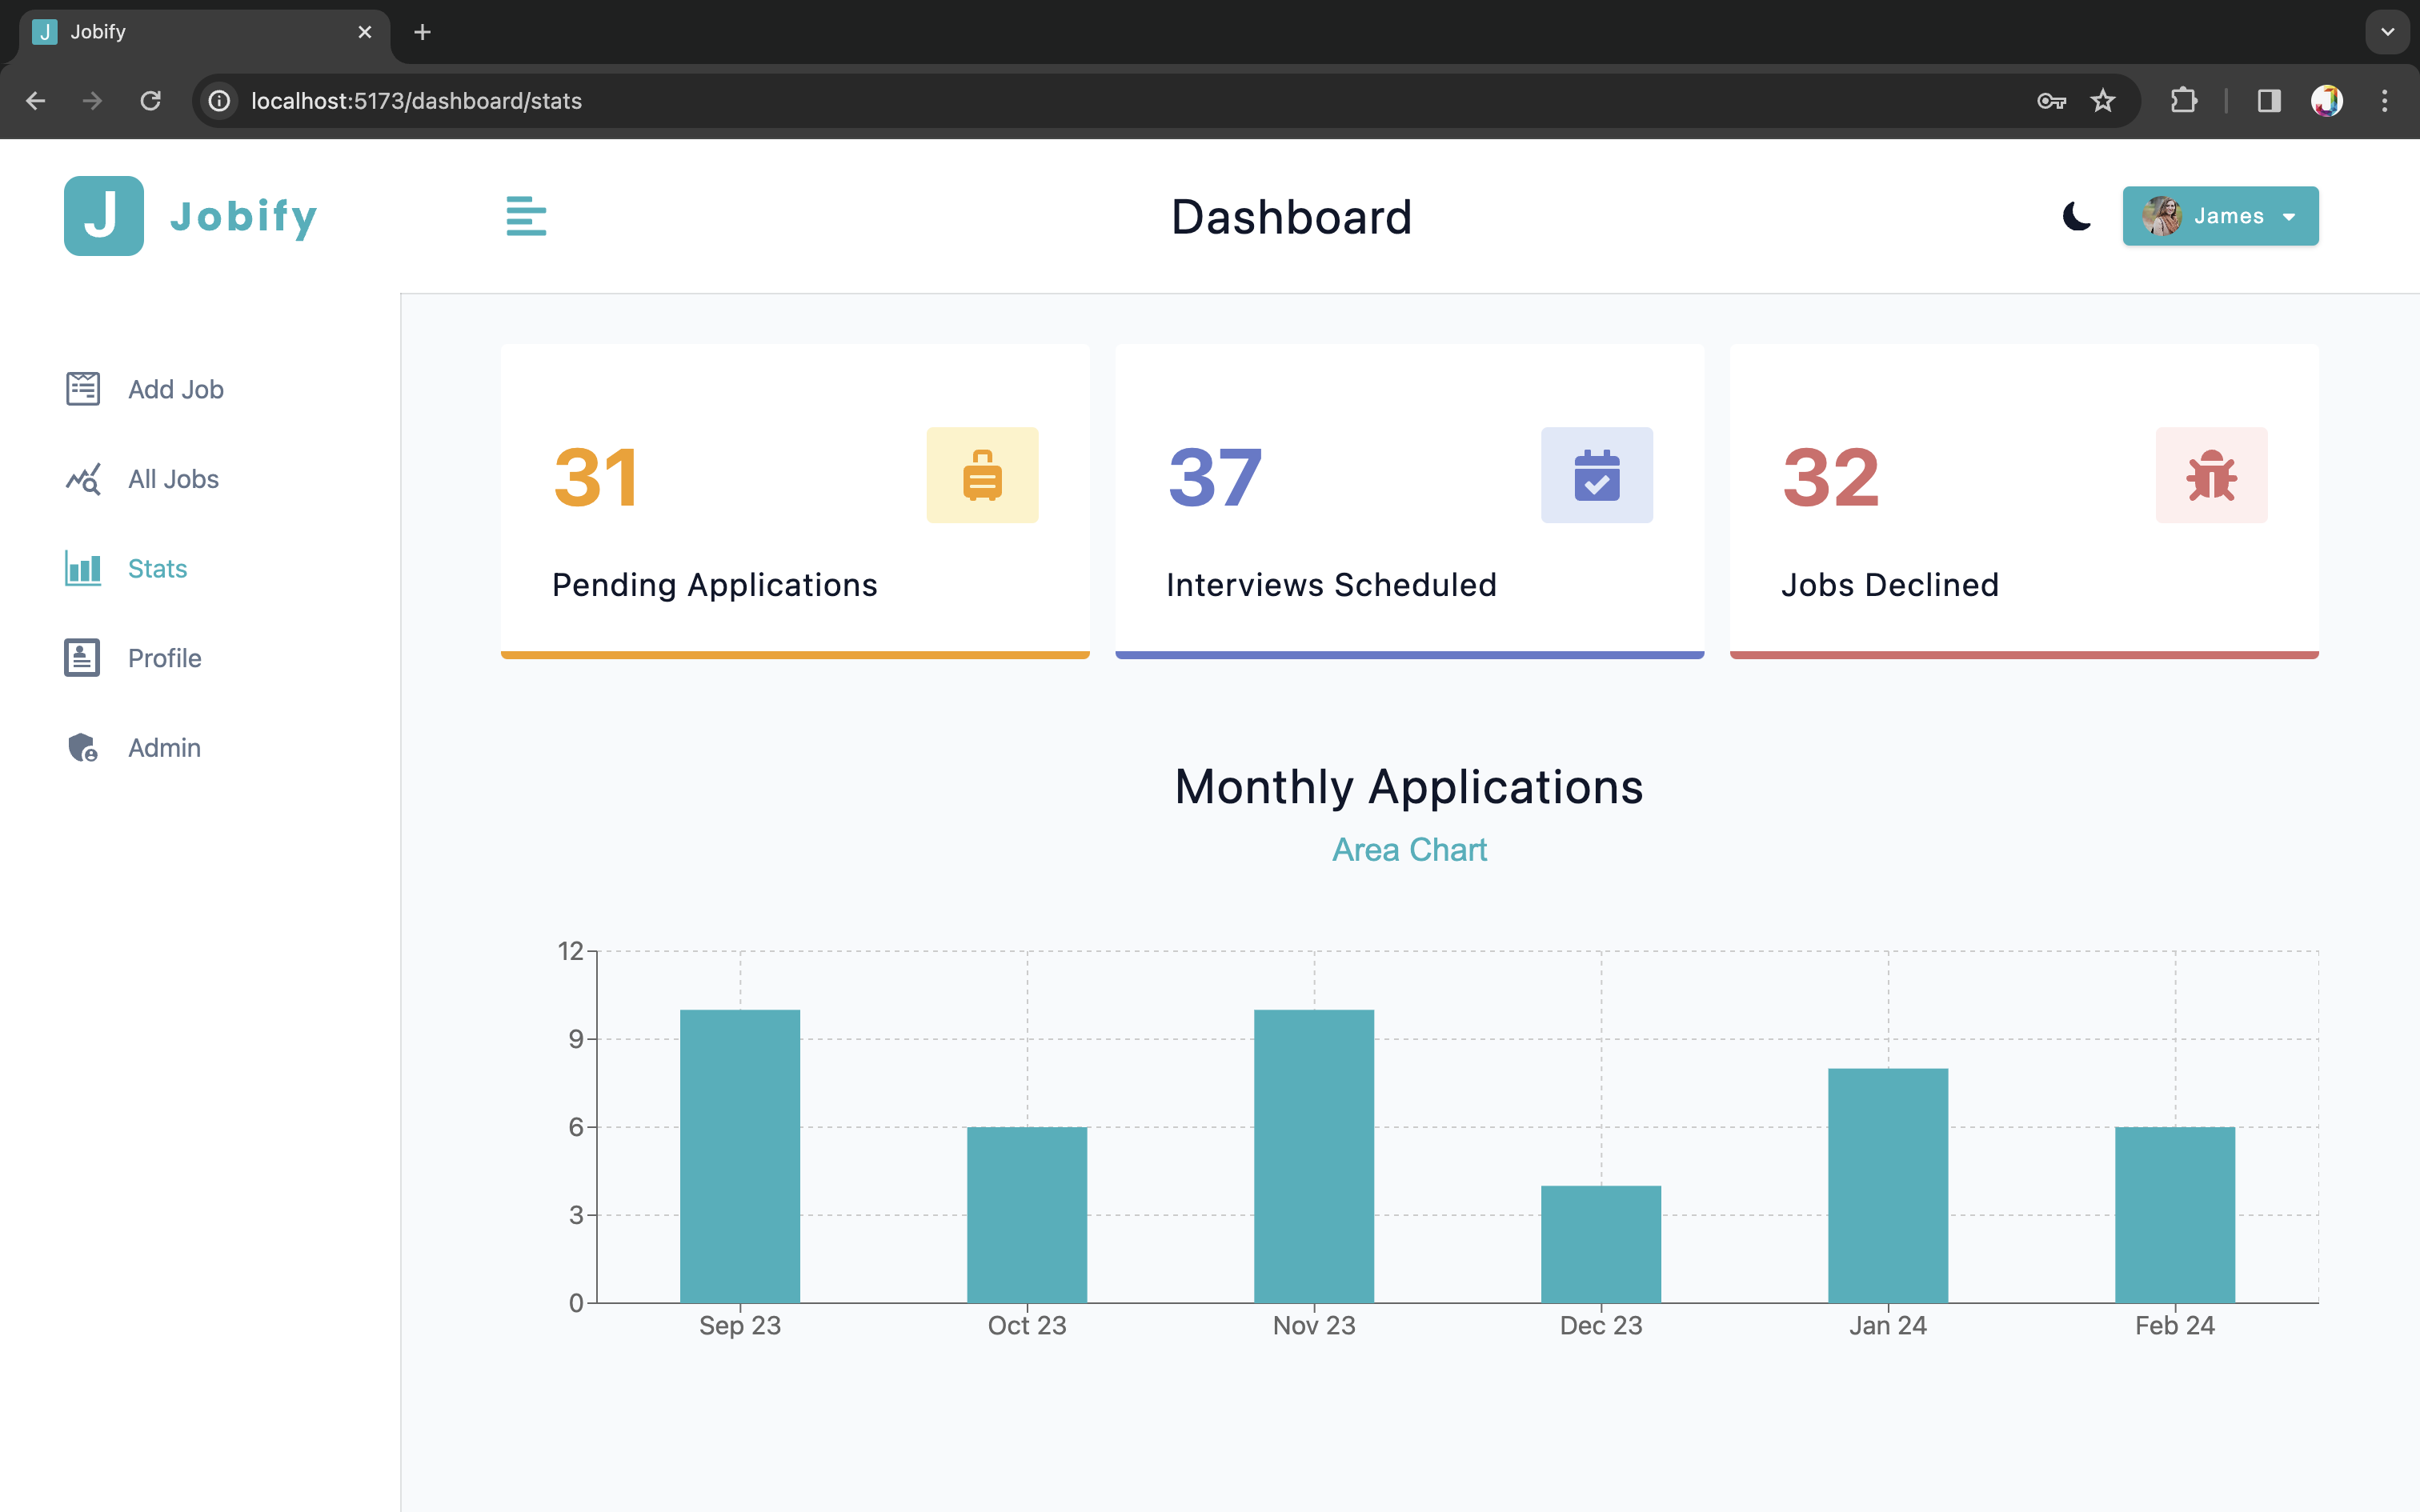 J Jobify
localhost:5173/dashboard/stats
J Jobify
Dashboard
James
Add Job
All Jobs
Stats
Profile
Admin
31
Pending Applications
37
Interviews Scheduled
32
Jobs Declined
Monthly Applications
Area Chart
12
9
6
3
0
Sep 23 Oct 23 Nov 23 Dec 23 Jan 24 Feb 24